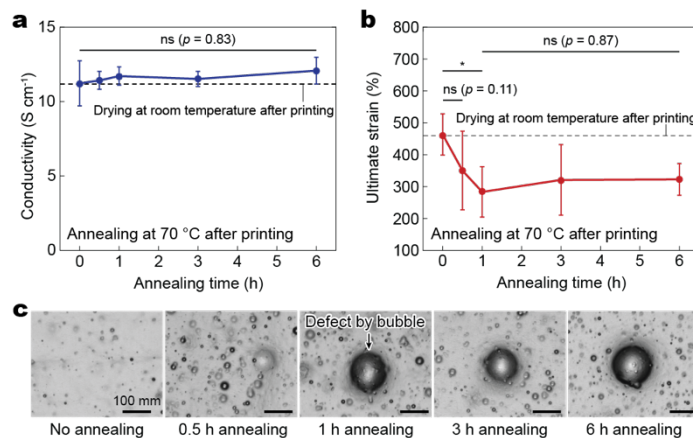 a
ns (p = 0.83)
15
10
5
0
Conductivity (S cm⁻¹)
Drying at room temperature after printing
Annealing at 70 °C after printing
0 1 2 3 4 5 6
Annealing time (h)
b
800
700
600
500
400
300
200
100
Ultimate strain (%)
ns (p = 0.87)
*
ns (p = 0.11)
Drying at room temperature after printing
Annealing at 70 °C after printing
0 1 2 3 4 5 6
Annealing time (h)
c
Defect by bubble
100 mm
No annealing
0.5 h annealing
1 h annealing
3 h annealing
6 h annealing